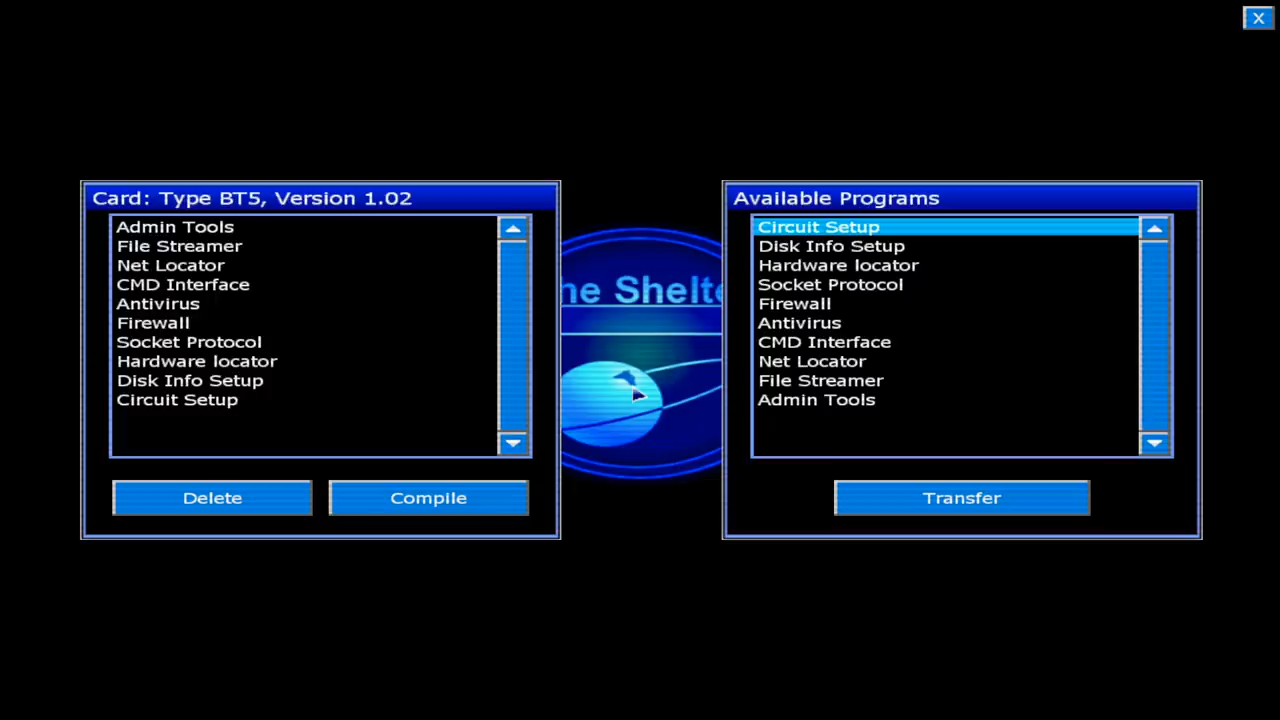 X
Card: Type BT5, Version 1.02
Admin Tools
File Streamer
Net Locator
CMD Interface
Antivirus
Firewall
Socket Protocol
Hardware locator
Disk Info Setup
Circuit Setup
Delete
Compile
he Shelte
Available Programs
Circuit Setup
Disk Info Setup
Hardware locator
Socket Protocol
Firewall
Antivirus
CMD Interface
Net Locator
File Streamer
Admin Tools
Transfer